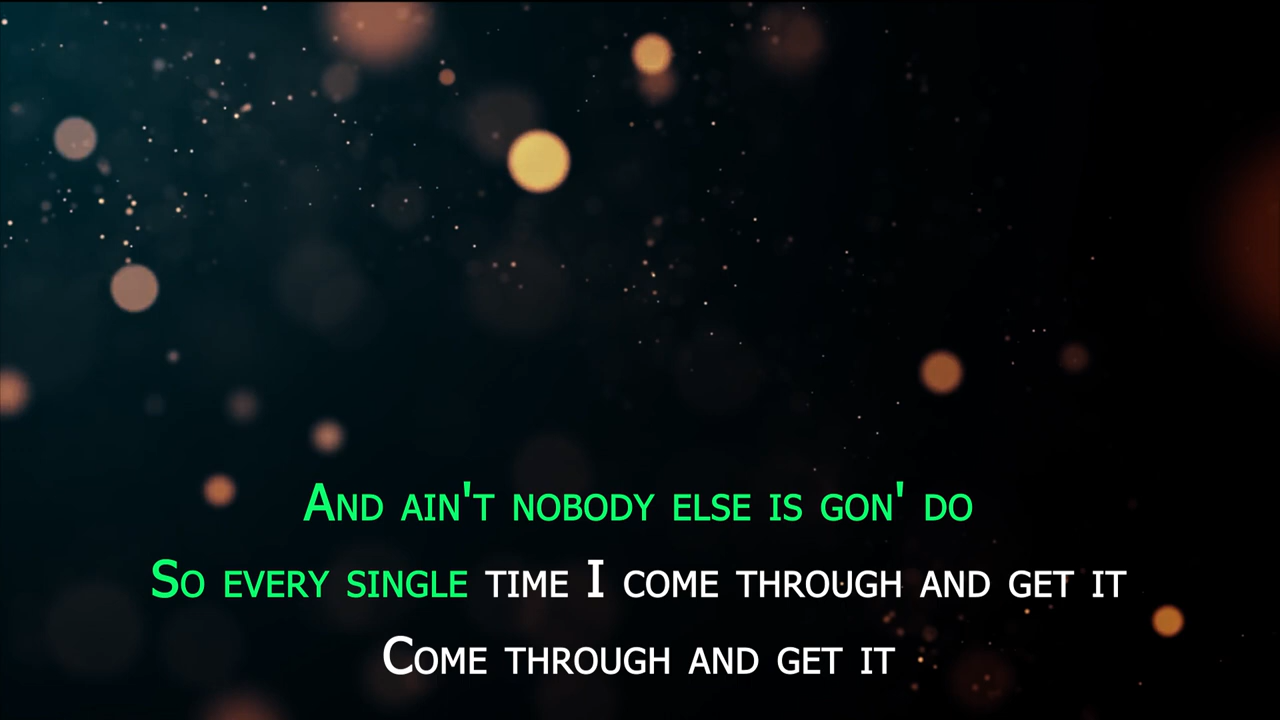 And ain't nobody else is gon' do
So every single time I come through and get it
Come through and get it